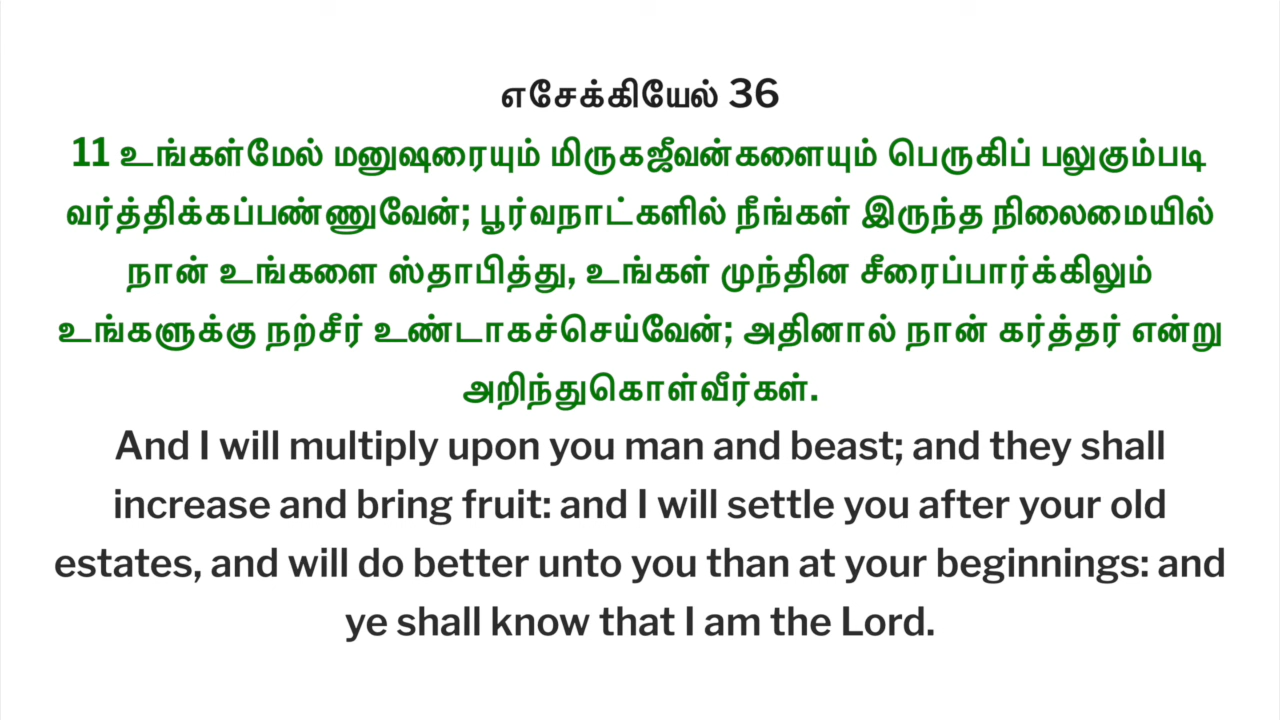 எசேக்கியேல் 36
11 உங்கள்மேல் மனுஷரையும் மிருகஜீவன்களையும் பெருகிப் பலுகும்படி
வர்த்திக்கப்பண்ணுவேன்; பூர்வநாட்களில் நீங்கள் இருந்த நிலைமையில்
நான் உங்களை ஸ்தாபித்து, உங்கள் முந்தின சீரைப்பார்க்கிலும்
உங்களுக்கு நற்சீர் உண்டாகச்செய்வேன்; அதினால் நான் கர்த்தர் என்று
அறிந்துகொள்வீர்கள்.
And I will multiply upon you man and beast; and they shall
increase and bring fruit: and I will settle you after your old
estates, and will do better unto you than at your beginnings: and
ye shall know that I am the Lord.